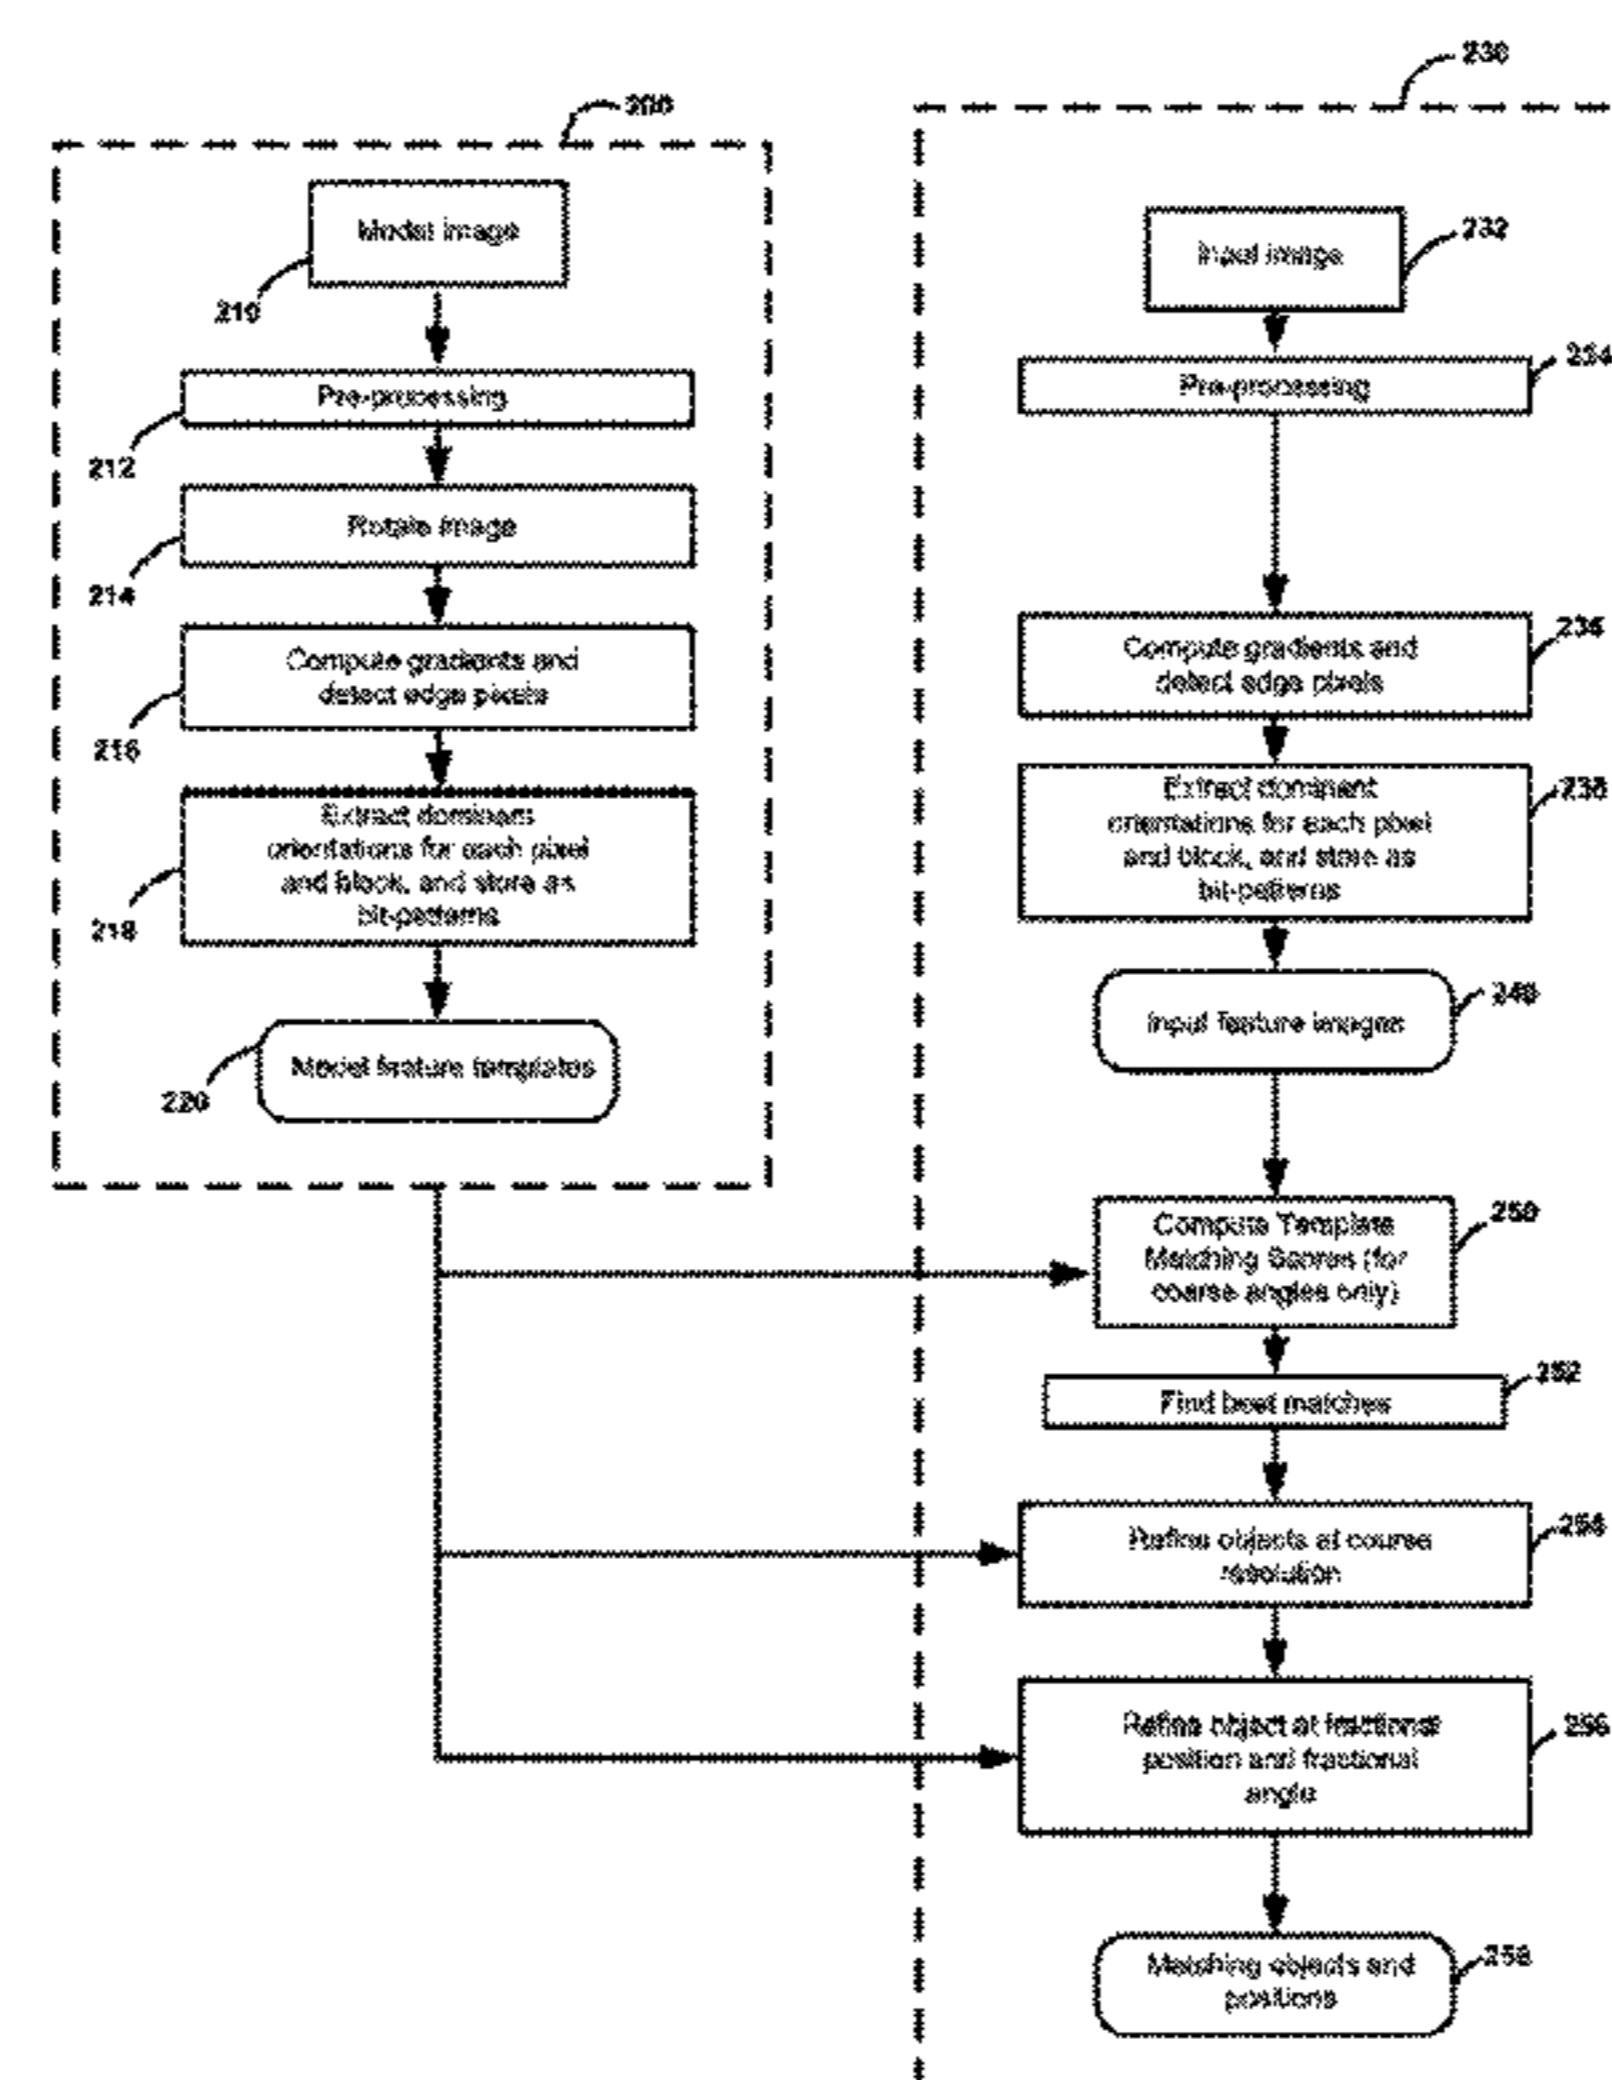 200
Model image
210
Pre-processing
212
Rotate image
214
Compute gradients and
detect edge pixels
216
Extract dominant
orientations for each pixel
and block, and store as
bit-patterns
218
Model feature templates
220
230
Input image
232
Pre-processing
234
Compute gradients and
detect edge pixels
236
Extract dominant
orientations for each pixel
and block, and store as
bit-patterns
238
Input feature images
240
Compute Template
Matching Scores (for
coarse angles only)
250
Find best matches
252
Refine objects at course
resolution
254
Refine object at fractional
position and fractional
angle
256
Matching objects and
positions
258